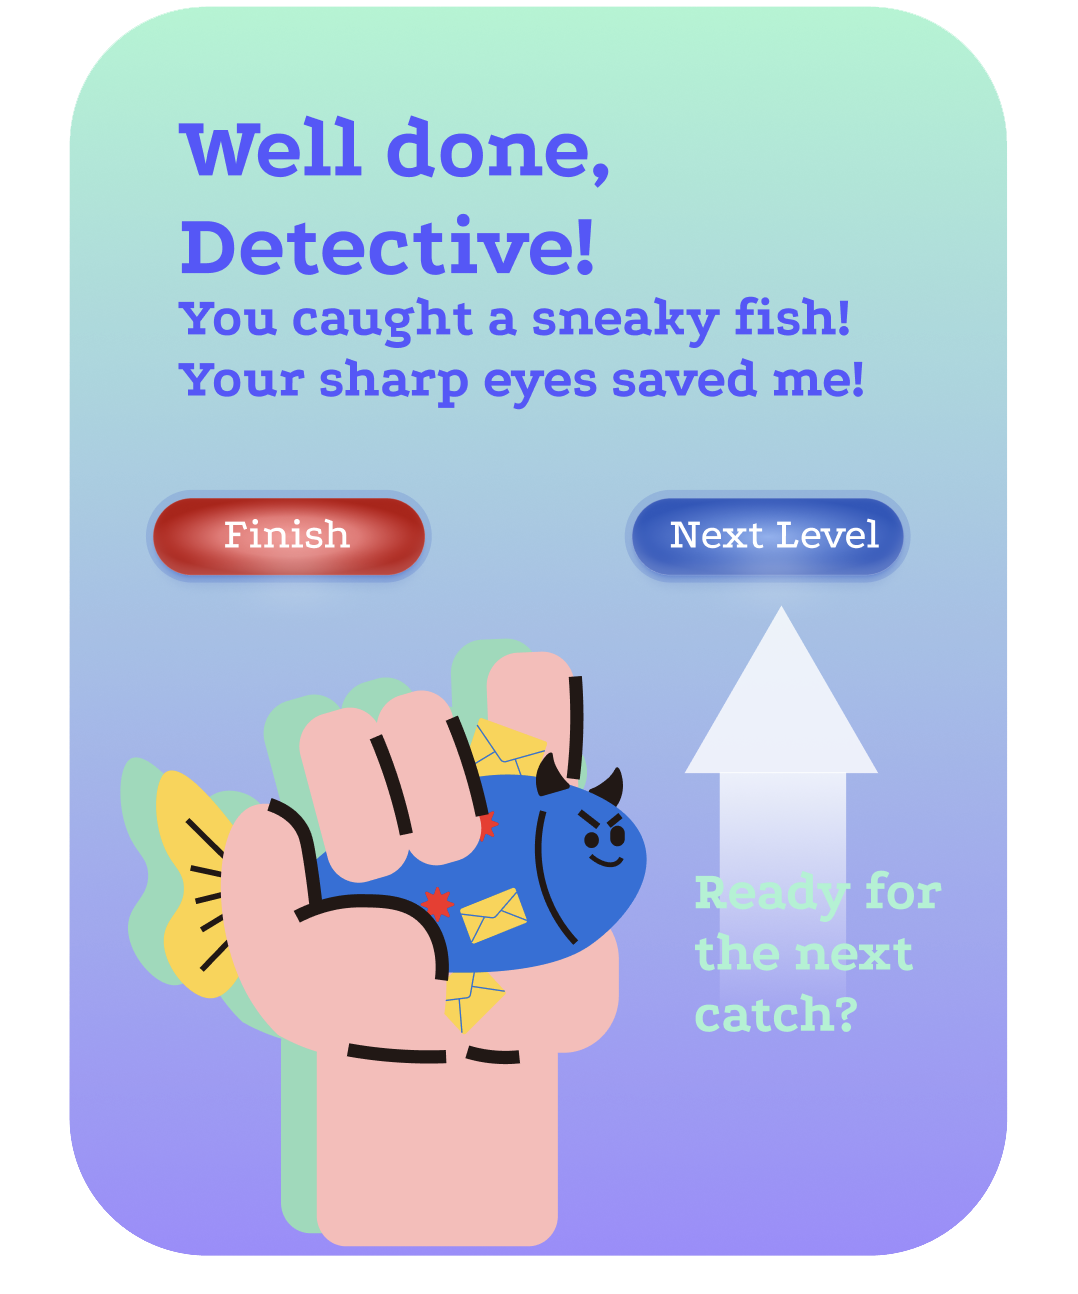 Well done,
Detective!
You caught a sneaky fish!
Your sharp eyes saved me!
Finish
Next Level
Ready for
the next
catch?